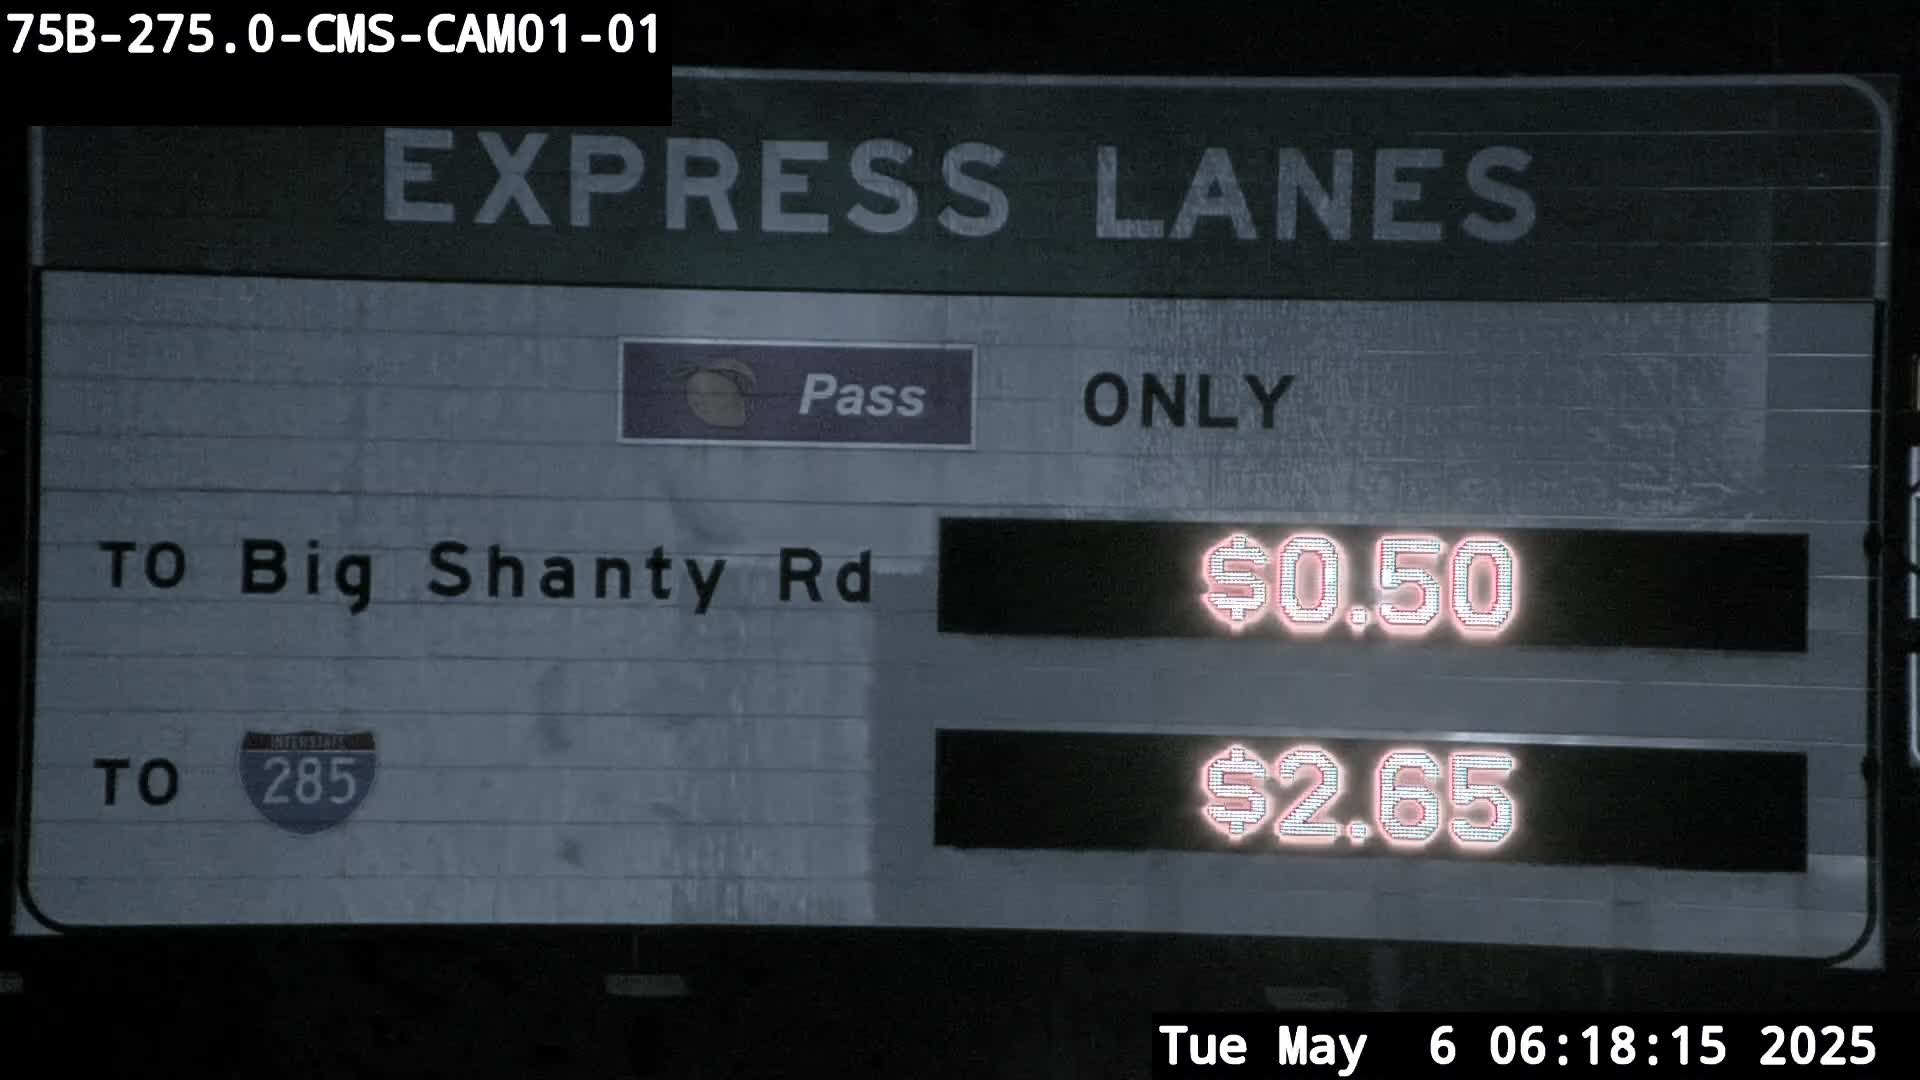 75B-275.0-CMS-CAM01-01
EXPRESS LANES
Pass ONLY
TO Big Shanty Rd $0.50
TO INTERSTATE 285 $2.65
Tue May 6 06:18:15 2025